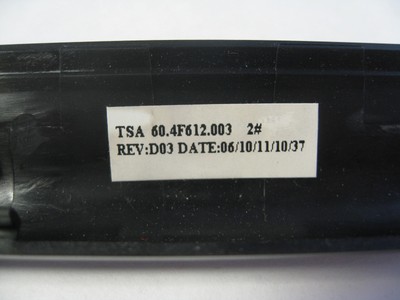 TSA 60.4F612.003 2#
REV:D03 DATE:06/10/11/10/37